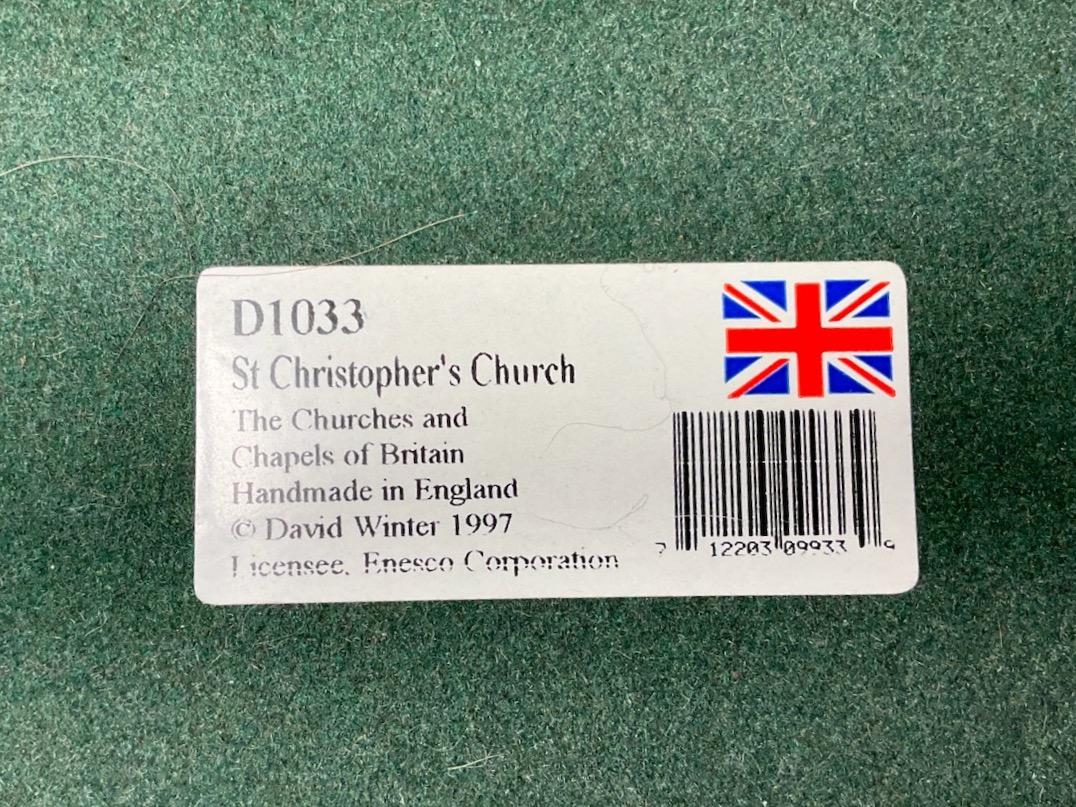 D1033
St Christopher's Church
The Churches and
Chapels of Britain
Handmade in England
© David Winter 1997
Licensee. Enesco Corporation
7 12203 09933 9